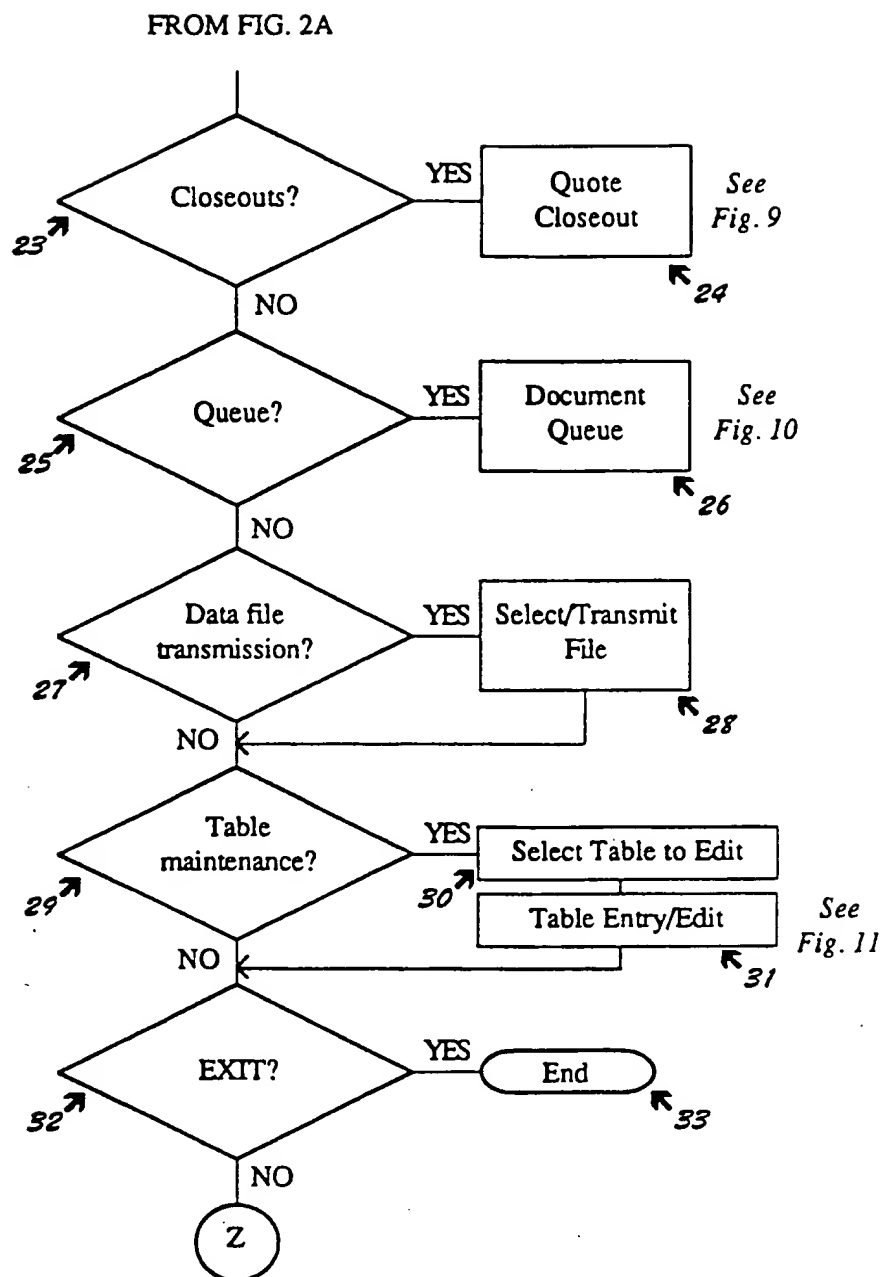 FROM FIG. 2A
Closeouts?
YES
Quote
Closeout
See
Fig. 9
23
24
NO
Queue?
YES
Document
Queue
See
Fig. 10
25
26
NO
Data file
transmission?
YES
Select/Transmit
File
27
28
NO
Table
maintenance?
YES
Select Table to Edit
29
30
Table Entry/Edit
See
Fig. 11
31
NO
EXIT?
YES
End
32
33
NO
Z